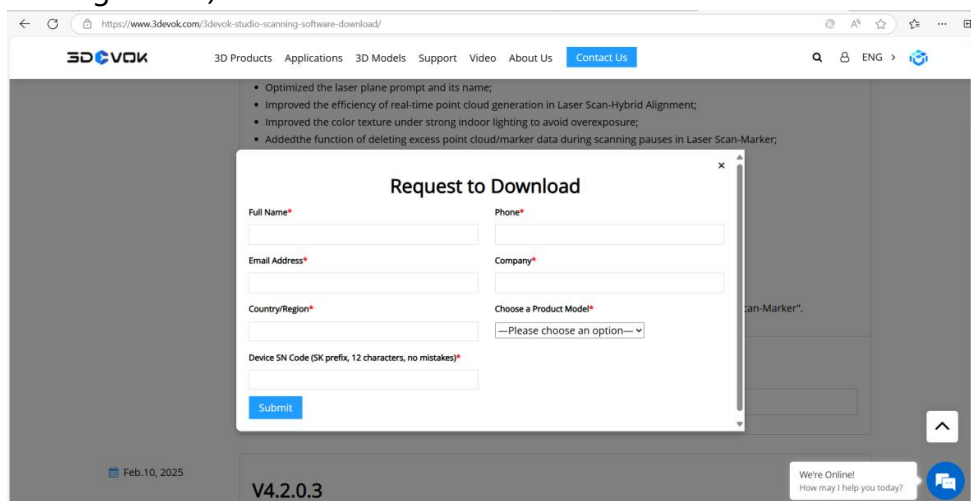 https://www.3devok.com/3devok-studio-scanning-software-download/
3DEVOK 3D Products Applications 3D Models Support Video About Us Contact Us ENG >
• Optimized the laser plane prompt and its name;
• Improved the efficiency of real-time point cloud generation in Laser Scan-Hybrid Alignment;
• Improved the color texture under strong indoor lighting to avoid overexposure;
• Addedthe function of deleting excess point cloud/marker data during scanning pauses in Laser Scan-Marker;
×
Request to Download
Full Name* Phone*
Email Address* Company*
Country/Region* Choose a Product Model*
can-Marker".
—Please choose an option—
Device SN Code (SK prefix, 12 characters, no mistakes)*
Submit
Feb.10, 2025
V4.2.0.3
We're Online!
How may I help you today?